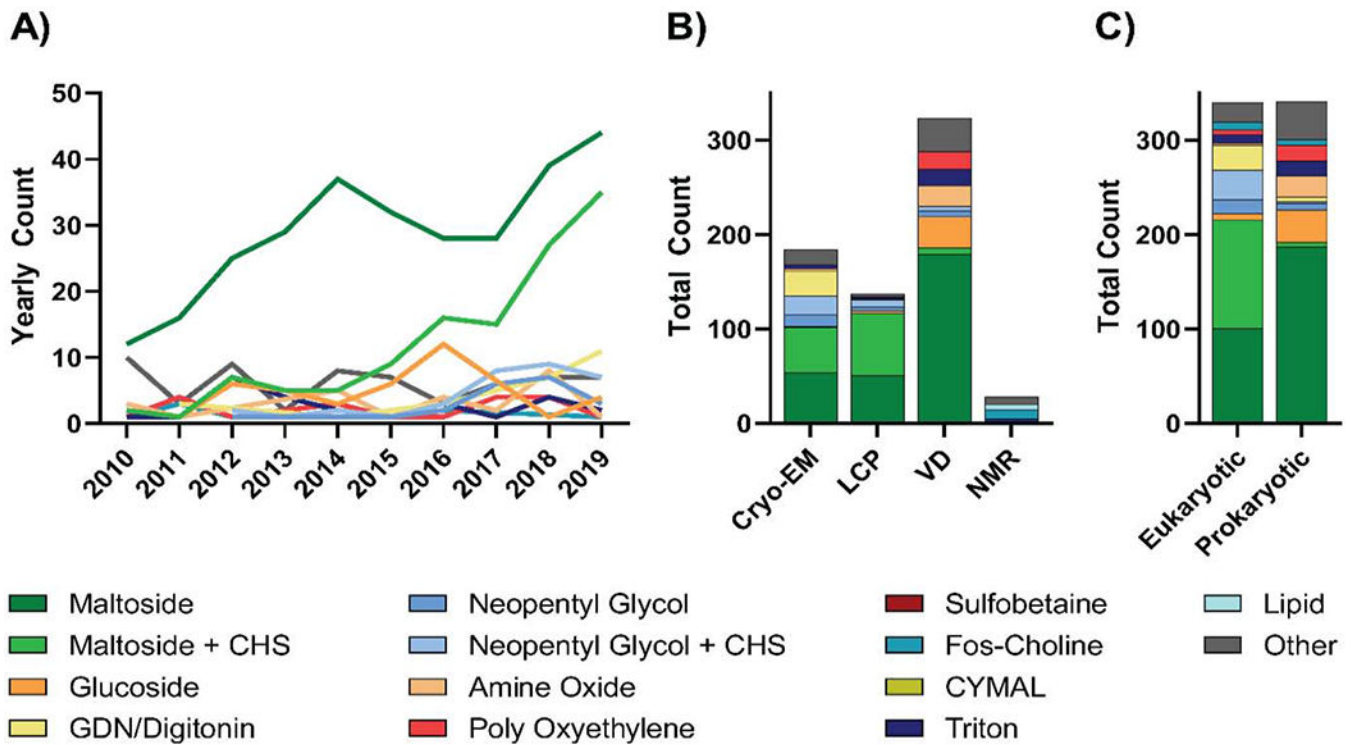 A)
B)
C)
Yearly Count
50
40
30
20
10
0
2010
2011
2012
2013
2014
2015
2016
2017
2018
2019
Total Count
300
200
100
0
Cryo-EM
LCP
VD
NMR
Total Count
300
200
100
0
Eukaryotic
Prokaryotic
Maltoside
Maltoside + CHS
Glucoside
GDN/Digitonin
Neopentyl Glycol
Neopentyl Glycol + CHS
Amine Oxide
Poly Oxyethylene
Sulfobetaine
Fos-Choline
CYMAL
Triton
Lipid
Other